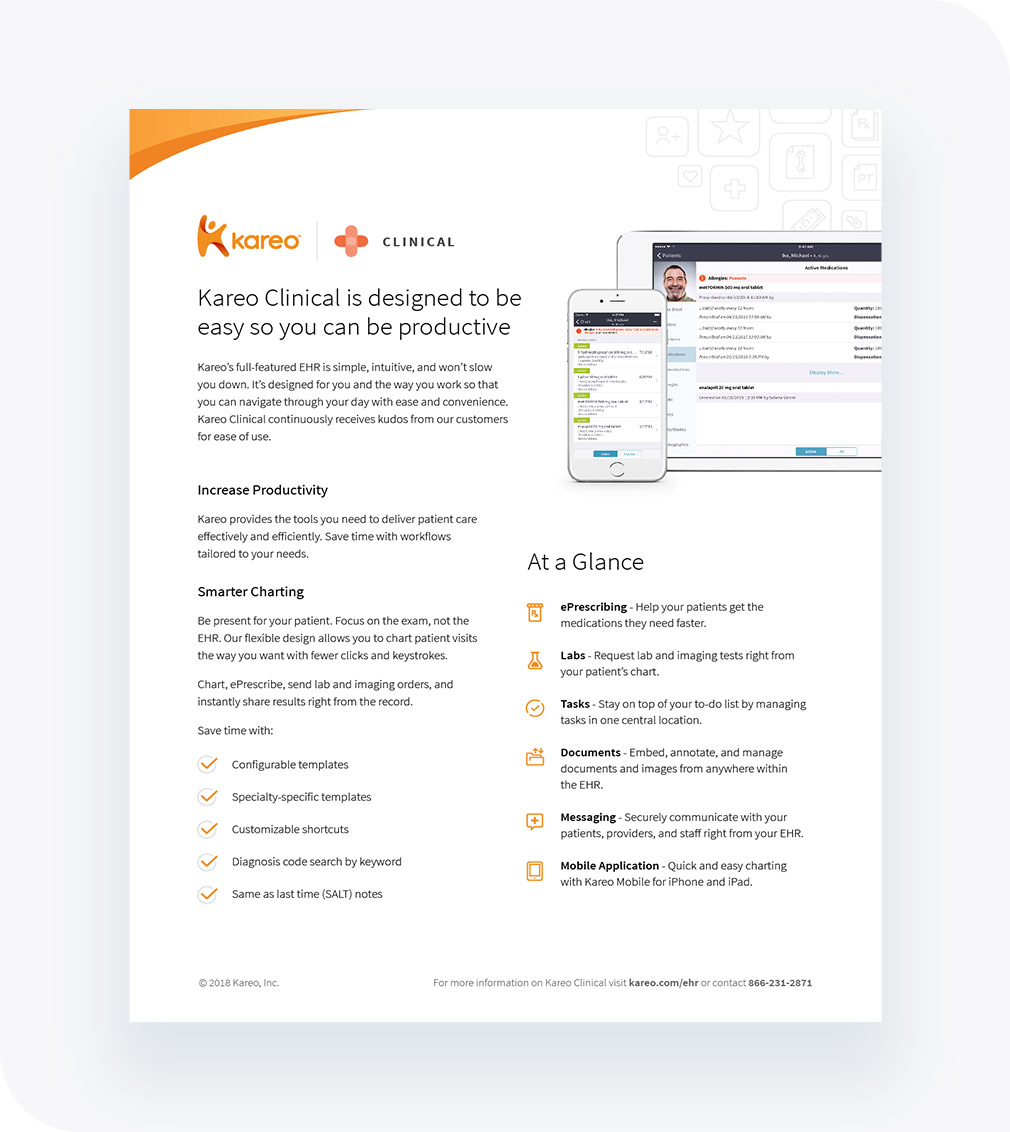 kareo
CLINICAL
Kareo Clinical is designed to be
easy so you can be productive
Kareo’s full-featured EHR is simple, intuitive, and won’t slow
you down. It’s designed for you and the way you work so that
you can navigate through your day with ease and convenience.
Kareo Clinical continuously receives kudos from our customers
for ease of use.
Rx
PT
9:41 AM
Patients
Ike, Michael
Active Medications
Allergies: Peanuts
metFORMIN 500 mg oral tablet
Quantity:
Dispensation
Quantity:
Dispensation
Quantity:
Dispensation
Display More...
enalapril 20 mg oral tablet
Active
All
Increase Productivity
Kareo provides the tools you need to deliver patient care
effectively and efficiently. Save time with workflows
tailored to your needs.
Smarter Charting
Be present for your patient. Focus on the exam, not the
EHR. Our flexible design allows you to chart patient visits
the way you want with fewer clicks and keystrokes.
Chart, ePrescribe, send lab and imaging orders, and
instantly share results right from the record.
Save time with:
Configurable templates
Specialty-specific templates
Customizable shortcuts
Diagnosis code search by keyword
Same as last time (SALT) notes
At a Glance
ePrescribing - Help your patients get the
medications they need faster.
Labs - Request lab and imaging tests right from
your patient’s chart.
Tasks - Stay on top of your to-do list by managing
tasks in one central location.
Documents - Embed, annotate, and manage
documents and images from anywhere within
the EHR.
Messaging - Securely communicate with your
patients, providers, and staff right from your EHR.
Mobile Application - Quick and easy charting
with Kareo Mobile for iPhone and iPad.
© 2018 Kareo, Inc.
For more information on Kareo Clinical visit kareo.com/ehr or contact 866-231-2871